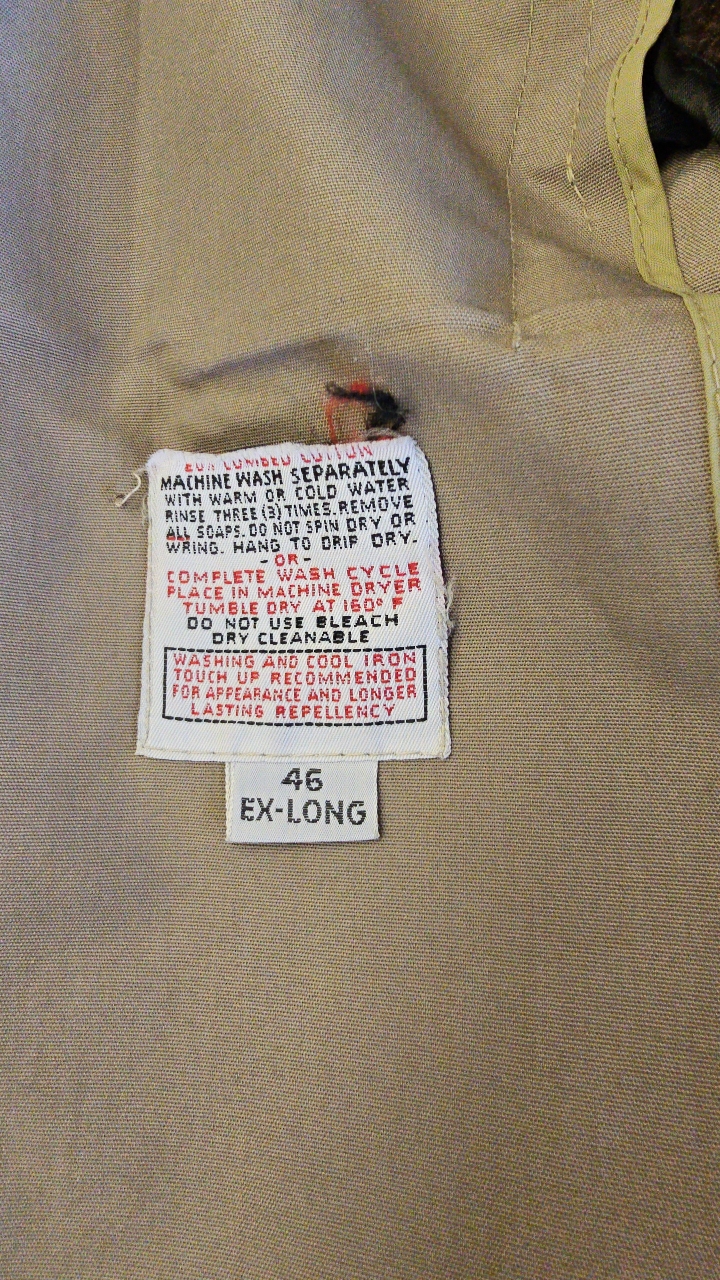 COMBED COTTON
MACHINE WASH SEPARATELY
WITH WARM OR COLD WATER
RINSE THREE (3) TIMES. REMOVE
ALL SOAPS. DO NOT SPIN DRY OR
WRING. HANG TO DRIP DRY.
- OR -
COMPLETE WASH CYCLE
PLACE IN MACHINE DRYER
TUMBLE DRY AT 160° F
DO NOT USE BLEACH
DRY CLEANABLE
WASHING AND COOL IRON
TOUCH UP RECOMMENDED
FOR APPEARANCE AND LONGER
LASTING REPELLENCY
46
EX-LONG